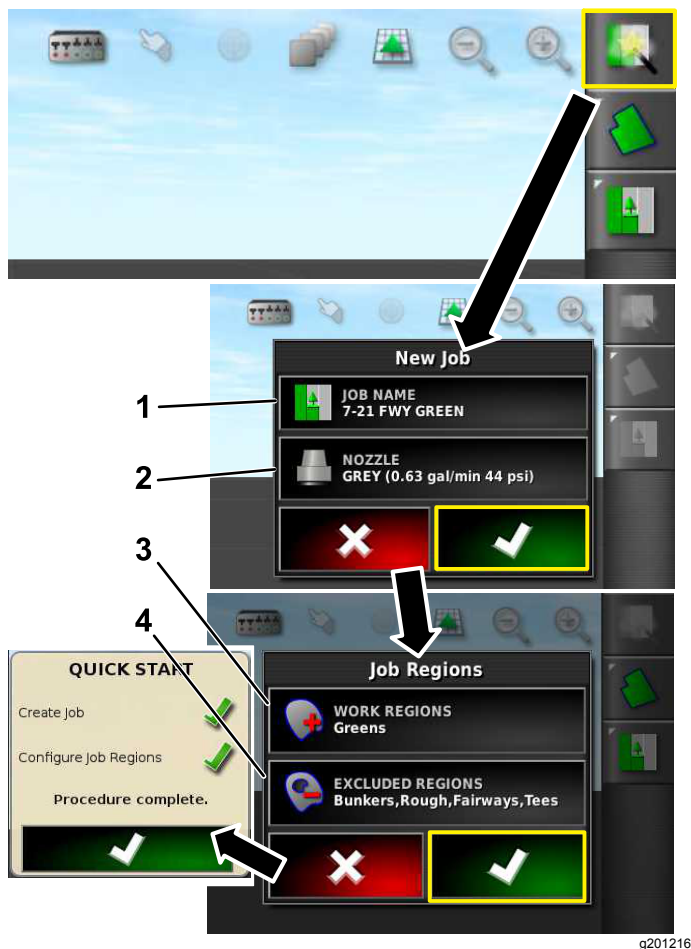 New Job
1
JOB NAME
7-21 FWY GREEN
2
NOZZLE
GREY (0.63 gal/min 44 psi)
3
4
Job Regions
WORK REGIONS
Greens
EXCLUDED REGIONS
Bunkers,Rough,Fairways,Tees
QUICK START
Create Job
Configure Job Regions
Procedure complete.
g201216